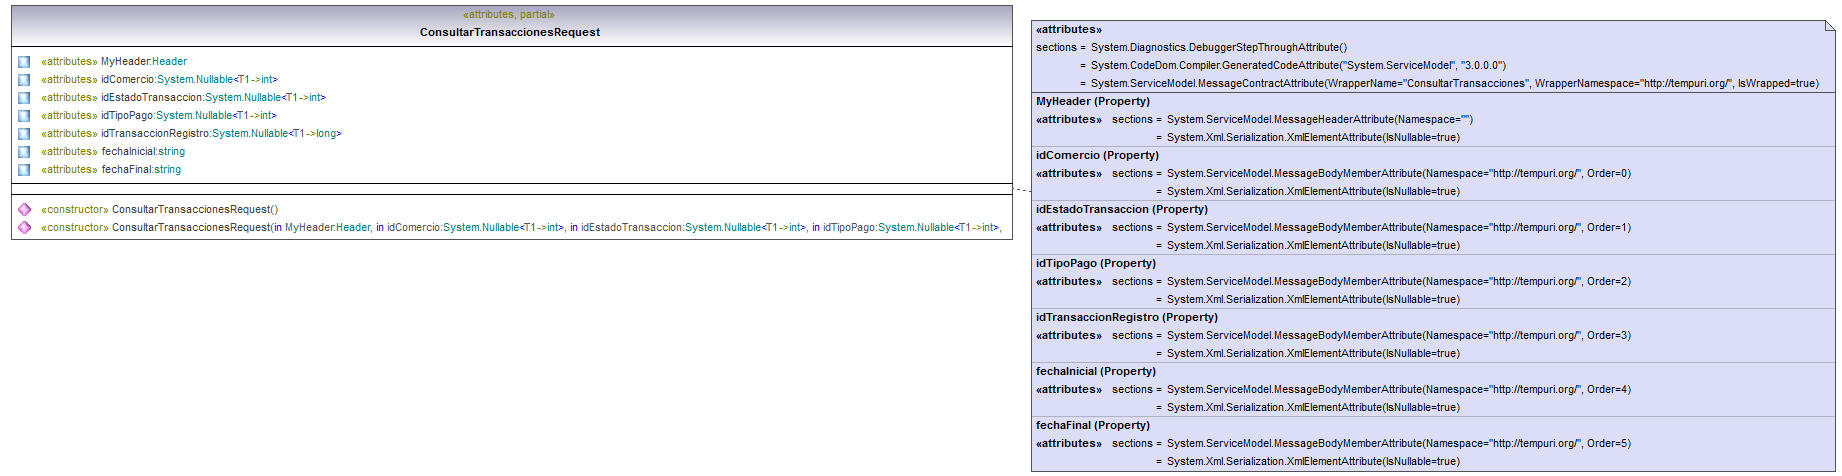 «attributes, partial»
ConsultarTransaccionesRequest
«attributes» MyHeader:Header
«attributes» idComercio:System.Nullable<T1->int>
«attributes» idEstadoTransaccion:System.Nullable<T1->int>
«attributes» idTipoPago:System.Nullable<T1->int>
«attributes» idTransaccionRegistro:System.Nullable<T1->long>
«attributes» fechaInicial:string
«attributes» fechaFinal:string
«constructor» ConsultarTransaccionesRequest()
«constructor» ConsultarTransaccionesRequest(in MyHeader:Header, in idComercio:System.Nullable<T1->int>, in idEstadoTransaccion:System.Nullable<T1->int>, in idTipoPago:System.Nullable<T1->int>,
«attributes»
sections = System.Diagnostics.DebuggerStepThroughAttribute()
= System.CodeDom.Compiler.GeneratedCodeAttribute("System.ServiceModel", "3.0.0.0")
= System.ServiceModel.MessageContractAttribute(WrapperName="ConsultarTransacciones", WrapperNamespace="http://tempuri.org/", IsWrapped=true)
MyHeader (Property)
«attributes» sections = System.ServiceModel.MessageHeaderAttribute(Namespace="")
= System.Xml.Serialization.XmlElementAttribute(IsNullable=true)
idComercio (Property)
«attributes» sections = System.ServiceModel.MessageBodyMemberAttribute(Namespace="http://tempuri.org/", Order=0)
= System.Xml.Serialization.XmlElementAttribute(IsNullable=true)
idEstadoTransaccion (Property)
«attributes» sections = System.ServiceModel.MessageBodyMemberAttribute(Namespace="http://tempuri.org/", Order=1)
= System.Xml.Serialization.XmlElementAttribute(IsNullable=true)
idTipoPago (Property)
«attributes» sections = System.ServiceModel.MessageBodyMemberAttribute(Namespace="http://tempuri.org/", Order=2)
= System.Xml.Serialization.XmlElementAttribute(IsNullable=true)
idTransaccionRegistro (Property)
«attributes» sections = System.ServiceModel.MessageBodyMemberAttribute(Namespace="http://tempuri.org/", Order=3)
= System.Xml.Serialization.XmlElementAttribute(IsNullable=true)
fechaInicial (Property)
«attributes» sections = System.ServiceModel.MessageBodyMemberAttribute(Namespace="http://tempuri.org/", Order=4)
= System.Xml.Serialization.XmlElementAttribute(IsNullable=true)
fechaFinal (Property)
«attributes» sections = System.ServiceModel.MessageBodyMemberAttribute(Namespace="http://tempuri.org/", Order=5)
= System.Xml.Serialization.XmlElementAttribute(IsNullable=true)